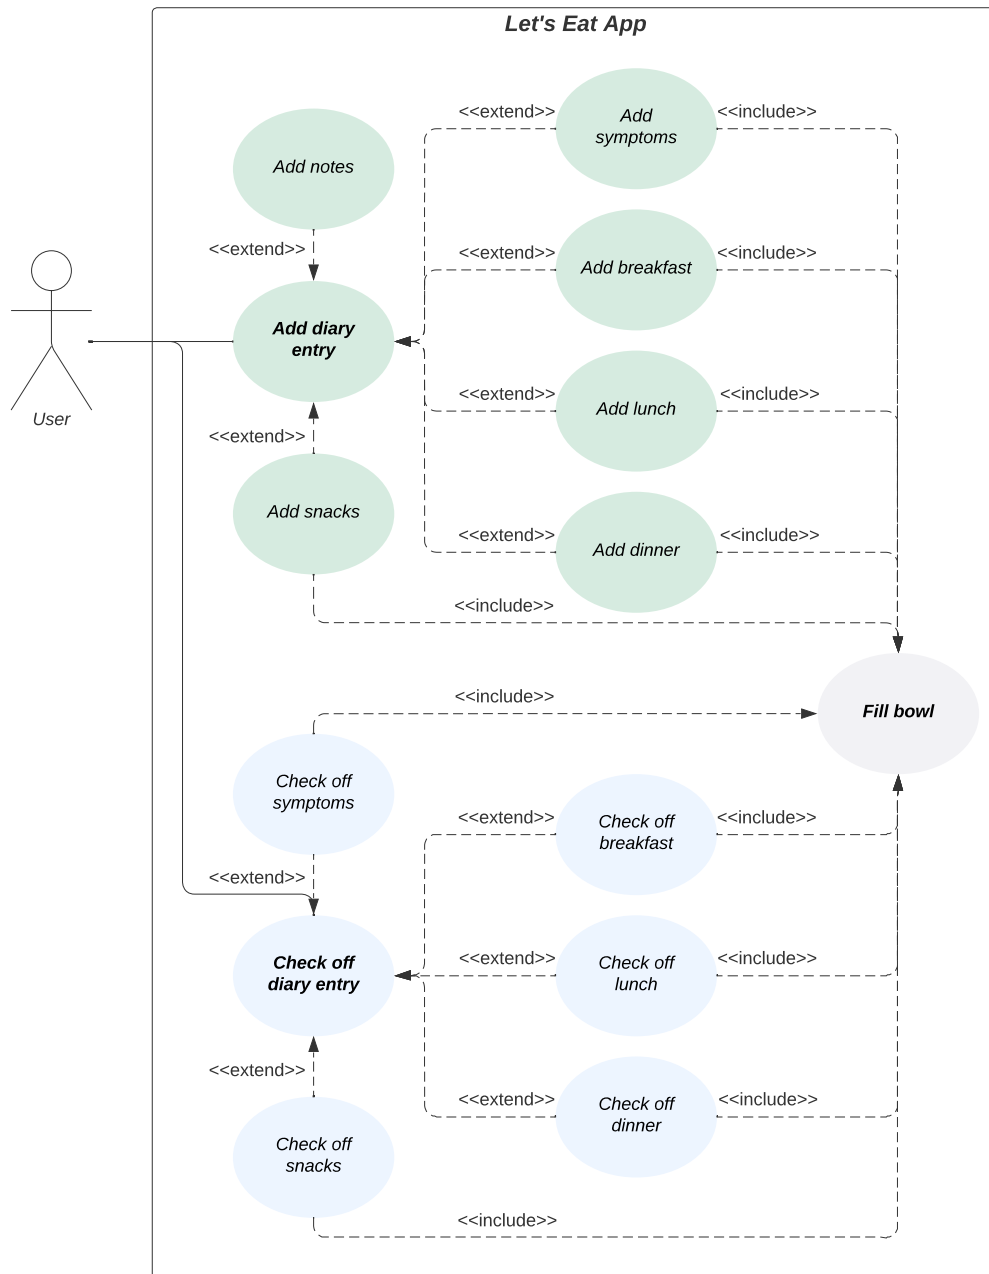 Let's Eat App
<<extend>>
Add
symptoms
<<include>>
Add notes
<<extend>>
<<extend>>
Add breakfast
<<include>>
Add diary
entry
<<extend>>
Add lunch
<<include>>
User
<<extend>>
Add snacks
<<extend>>
Add dinner
<<include>>
<<include>>
<<include>>
Fill bowl
Check off
symptoms
<<extend>>
Check off
breakfast
<<include>>
<<extend>>
Check off
diary entry
<<extend>>
Check off
lunch
<<include>>
<<extend>>
<<extend>>
Check off
dinner
<<include>>
Check off
snacks
<<include>>